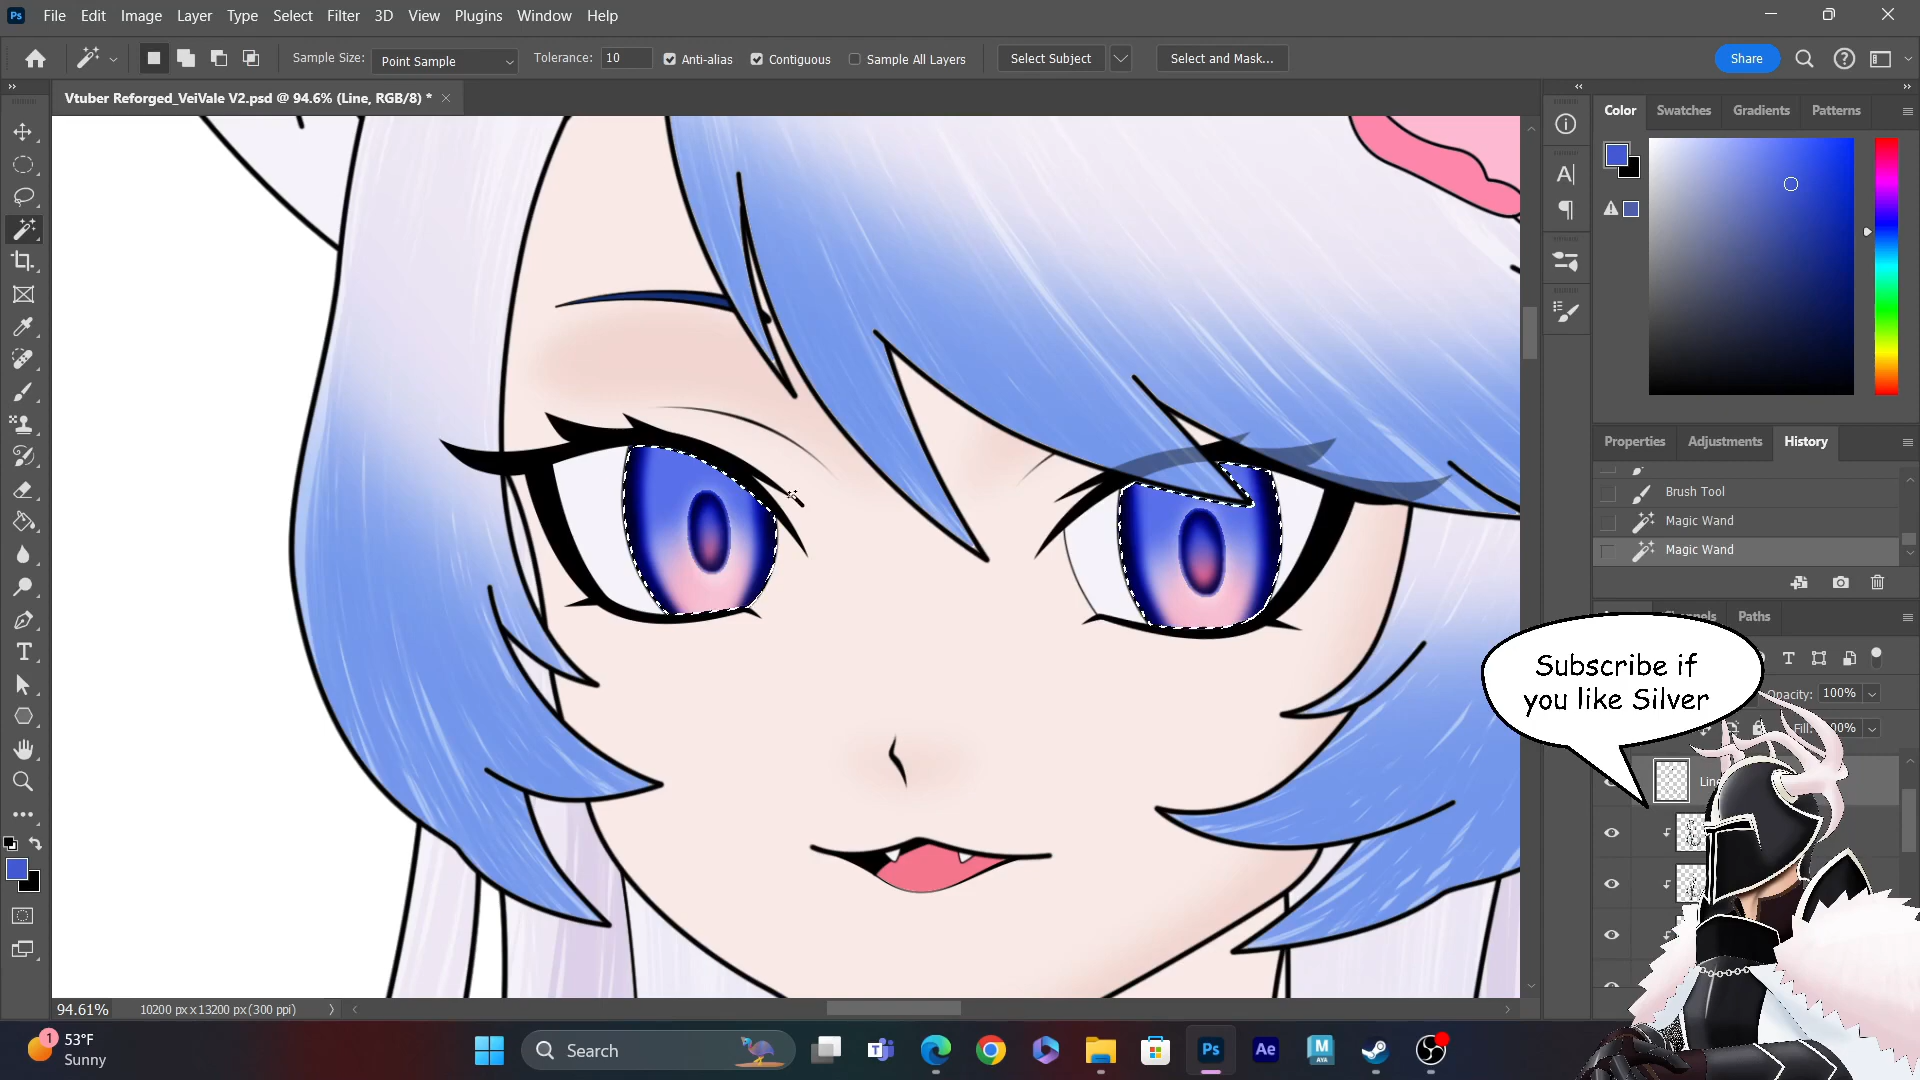 Ps File Edit Image Layer Type Select Filter 3D View Plugins Window Help
Sample Size: Point Sample Tolerance: 10 Anti-alias Contiguous Sample All Layers Select Subject Select and Mask... Share
Vtuber Reforged_VeiVale V2.psd @ 94.6% (Line, RGB/8) *
Color Swatches Gradients Patterns
Properties Adjustments History
Brush Tool
Magic Wand
Magic Wand
Paths
Subscribe if
you like Silver
Opacity: 100%
94.61% 10200 px x 13200 px (300 ppi)
53°F
Sunny
Search
Ps Ae M